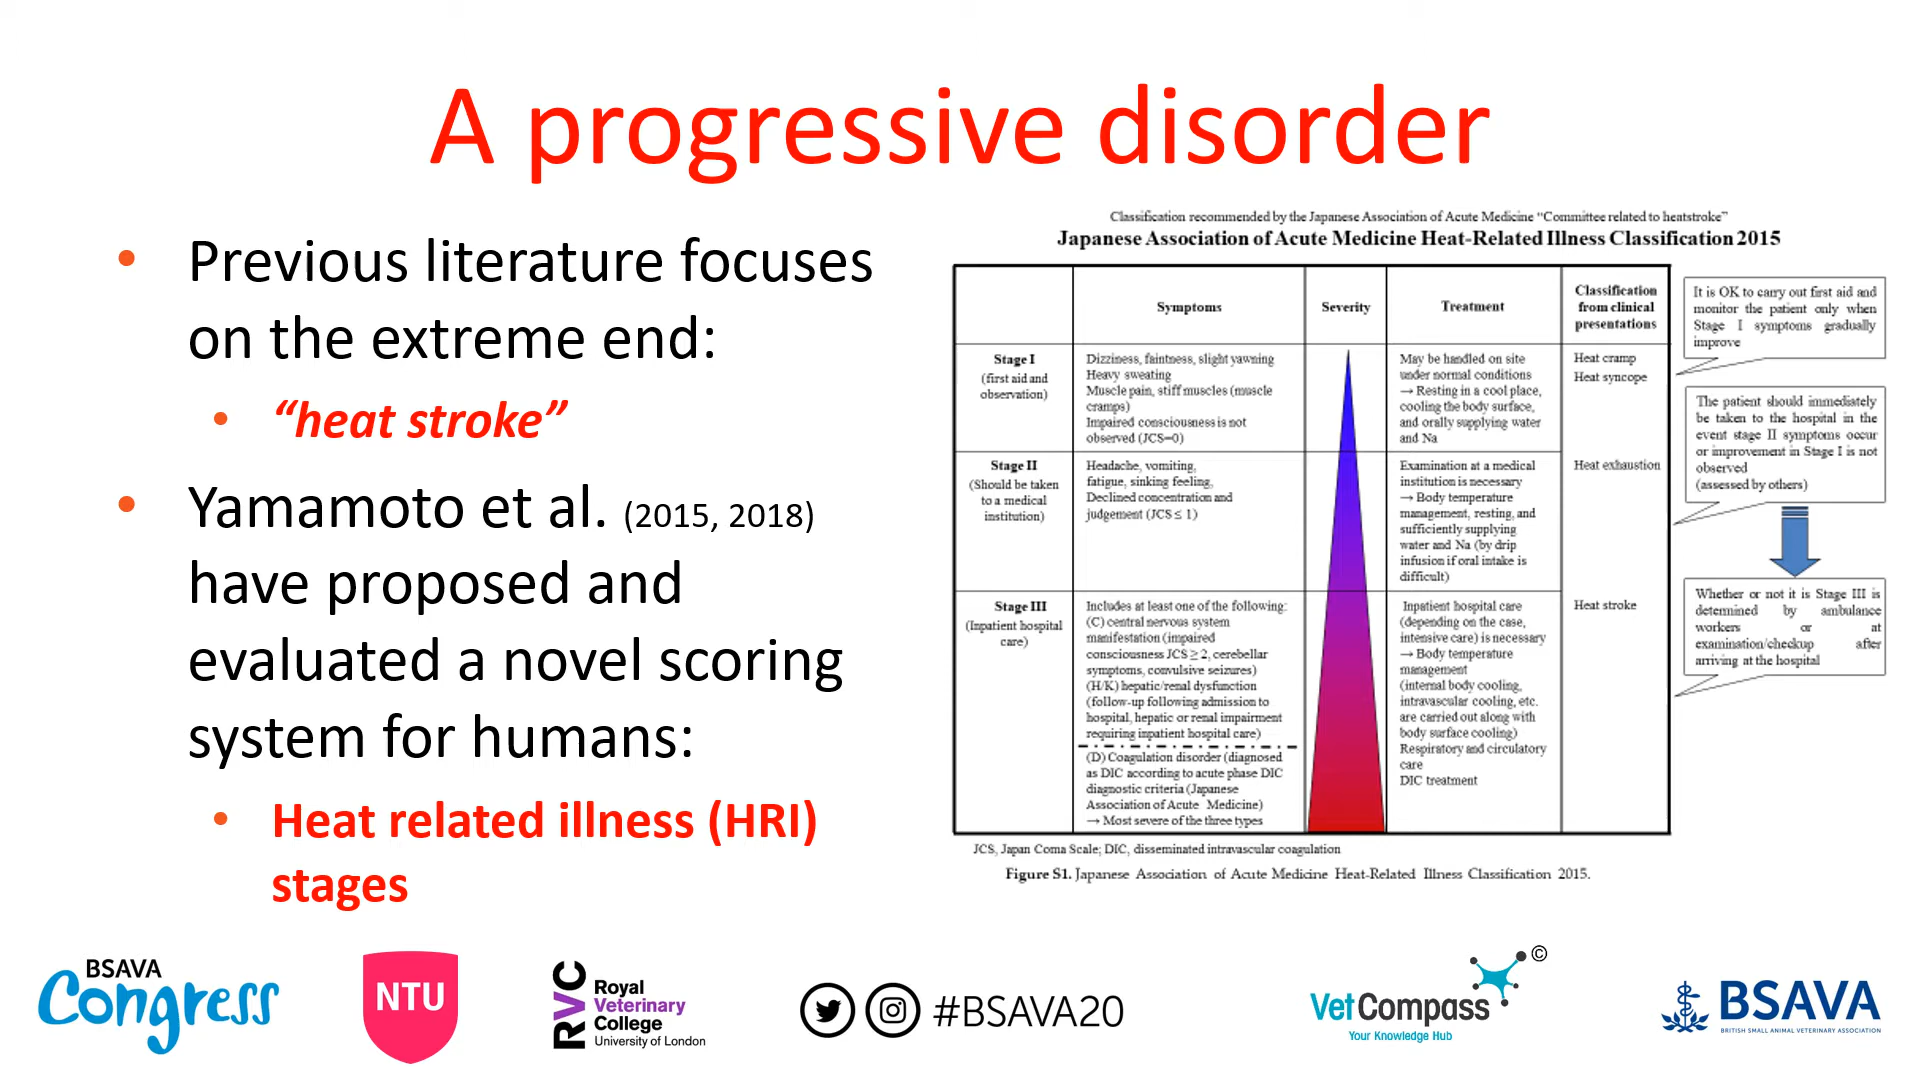 A progressive disorder
• Previous literature focuses
on the extreme end:
• “heat stroke”
• Yamamoto et al. (2015, 2018)
have proposed and
evaluated a novel scoring
system for humans:
• Heat related illness (HRI)
stages
Classification recommended by the Japanese Association of Acute Medicine “Committee related to heatstroke”
Japanese Association of Acute Medicine Heat-Related Illness Classification 2015
Symptoms
Severity
Treatment
Classification
from clinical
presentations
Stage I
(first aid and
observation)
Dizziness, faintness, slight yawning
Heavy sweating
Muscle pain, stiff muscles (muscle
cramps)
Impaired consciousness is not
observed (JCS=0)
May be handled on site
under normal conditions
→ Resting in a cool place,
cooling the body surface,
and orally supplying water
and Na
Heat cramp
Heat syncope
Stage II
(Should be taken
to a medical
institution)
Headache, vomiting,
fatigue, sinking feeling,
Declined concentration and
judgement (JCS ≤ 1)
Examination at a medical
institution is necessary
→ Body temperature
management, resting, and
sufficiently supplying
water and Na (by drip
infusion if oral intake is
difficult)
Heat exhaustion
Stage III
(Inpatient hospital
care)
Includes at least one of the following:
(C) central nervous system
manifestation (impaired
consciousness JCS ≥ 2, cerebellar
symptoms, convulsive seizures)
(H/K) hepatic/renal dysfunction
(follow-up following admission to
hospital, hepatic or renal impairment
requiring inpatient hospital care)
(D) Coagulation disorder (diagnosed
as DIC according to acute phase DIC
diagnostic criteria (Japanese
Association of Acute Medicine)
→ Most severe of the three types
Inpatient hospital care
(depending on the case,
intensive care) is necessary
→ Body temperature
management
(internal body cooling,
intravascular cooling, etc.
are carried out along with
body surface cooling)
Respiratory and circulatory
care
DIC treatment
Heat stroke
It is OK to carry out first aid and
monitor the patient only when
Stage I symptoms gradually
improve
The patient should immediately
be taken to the hospital in the
event stage II symptoms occur
or improvement in Stage I is not
observed
(assessed by others)
Whether or not it is Stage III is
determined by ambulance
workers or at
examination/checkup after
arriving at the hospital
JCS, Japan Coma Scale; DIC, disseminated intravascular coagulation
Figure S1. Japanese Association of Acute Medicine Heat-Related Illness Classification 2015.
BSAVA
Congress
NTU
RVC
Royal
Veterinary
College
University of London
#BSAVA20
VetCompass ©
Your Knowledge Hub
BSAVA
BRITISH SMALL ANIMAL VETERINARY ASSOCIATION